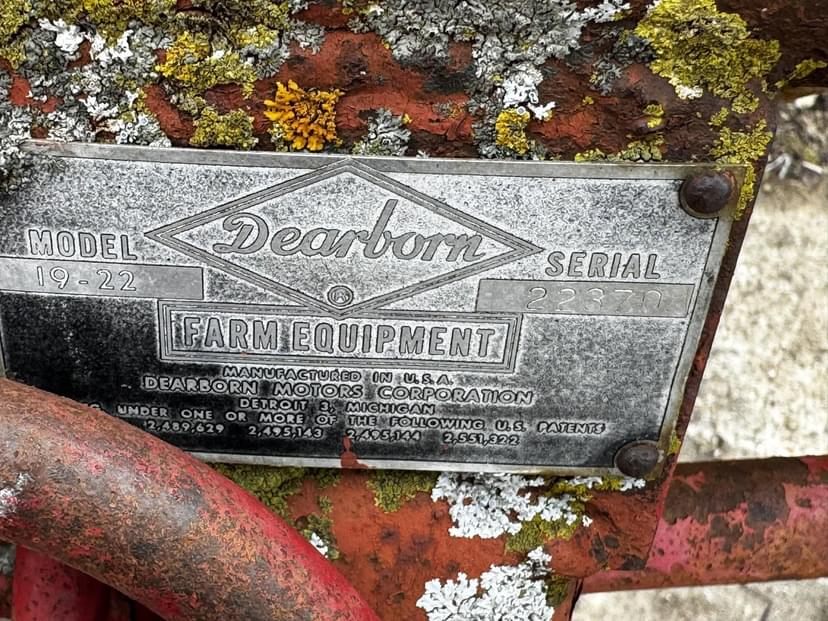 Dearborn
®
MODEL
19-22
SERIAL
22370
FARM EQUIPMENT
MANUFACTURED IN U.S.A.
DEARBORN MOTORS CORPORATION
DETROIT 3, MICHIGAN
UNDER ONE OR MORE OF THE FOLLOWING U.S. PATENTS
2,489,629 2,495,143 2,495,144 2,551,322